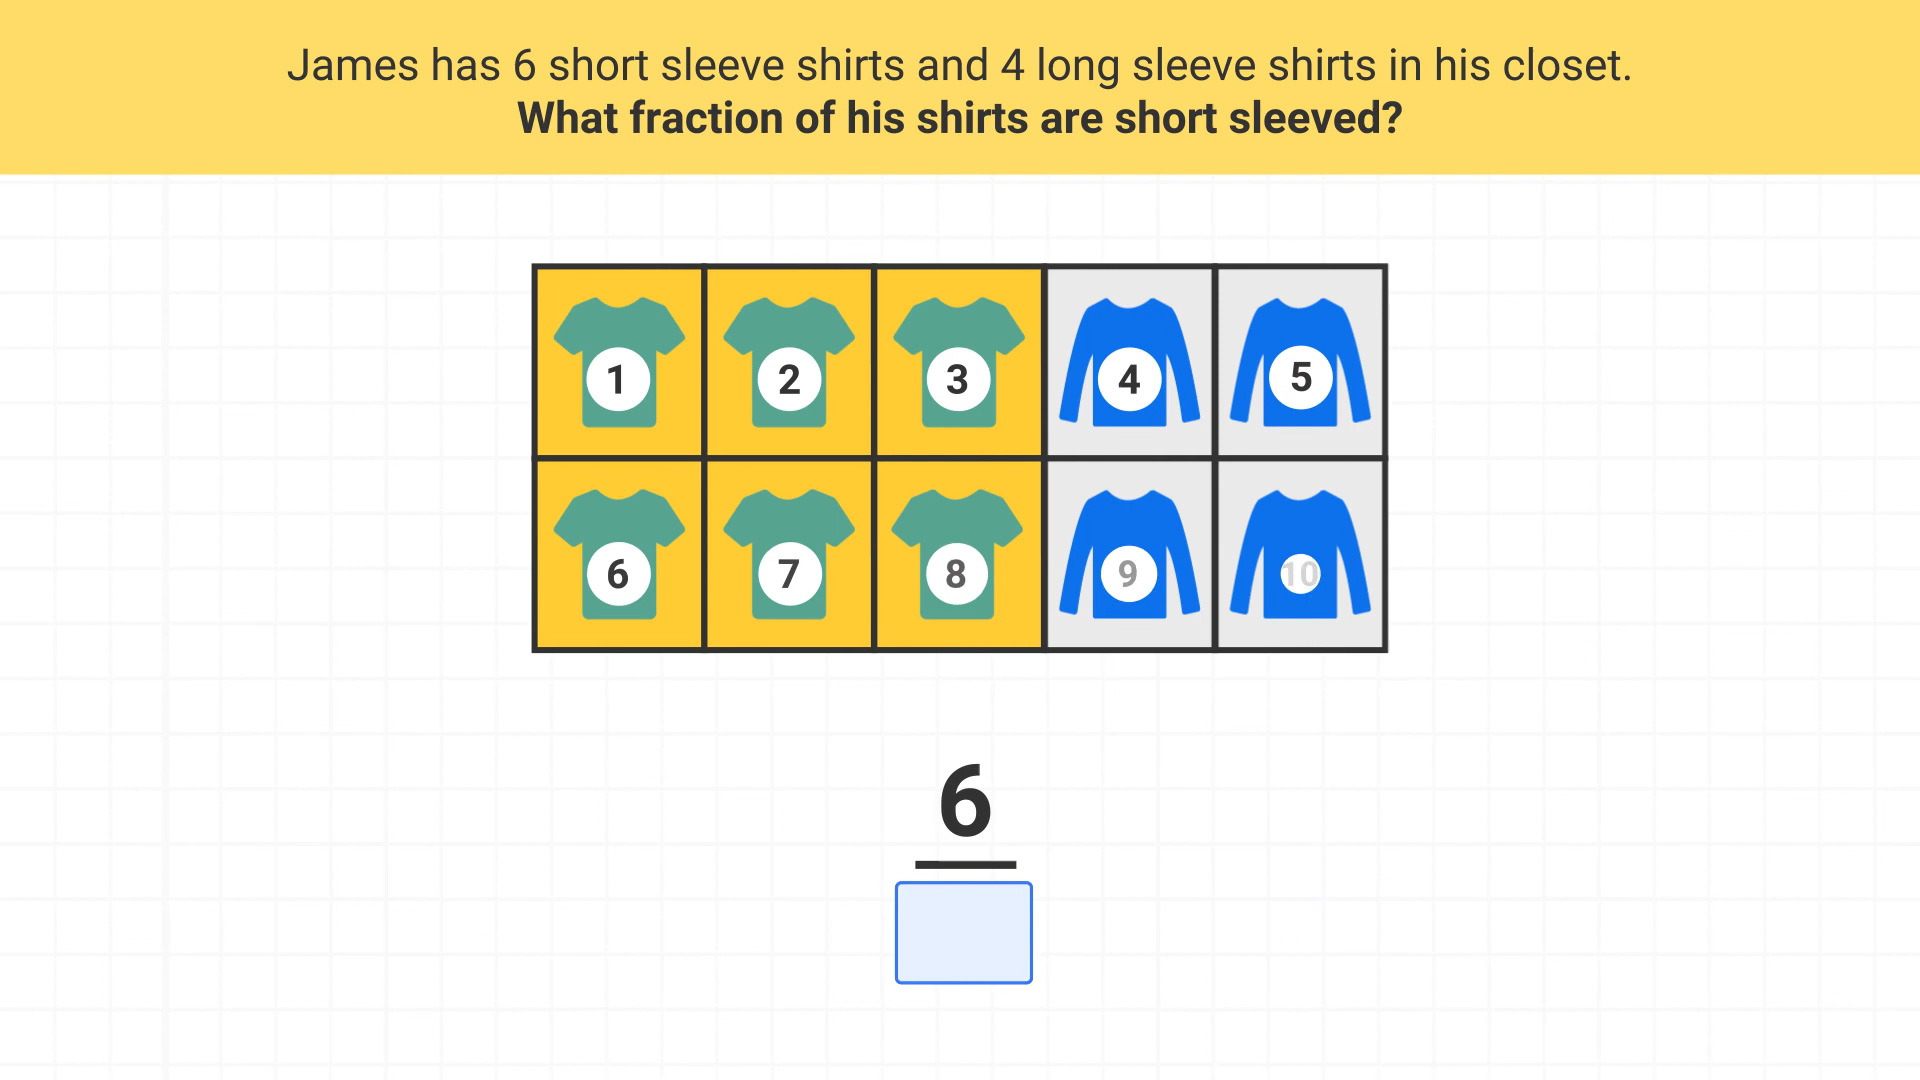 James has 6 short sleeve shirts and 4 long sleeve shirts in his closet.
What fraction of his shirts are short sleeved?
1 2 3 4 5
6 7 8 9 10
6